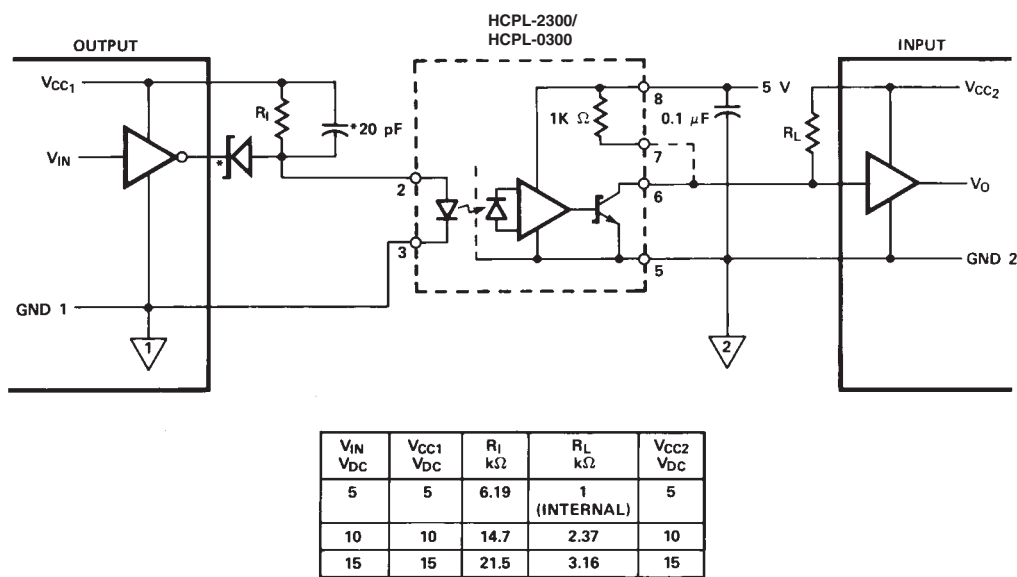 HCPL-2300/
HCPL-0300
OUTPUT
INPUT
VCC1
RI
*20 pF
VIN
*
2
3
GND 1
1
8
1K Ω
7
6
5
0.1 µF
5 V
2
RL
VCC2
VO
GND 2
VIN VDC VCC1 VDC RI kΩ RL kΩ VCC2 VDC
5 5 6.19 1 (INTERNAL) 5
10 10 14.7 2.37 10
15 15 21.5 3.16 15